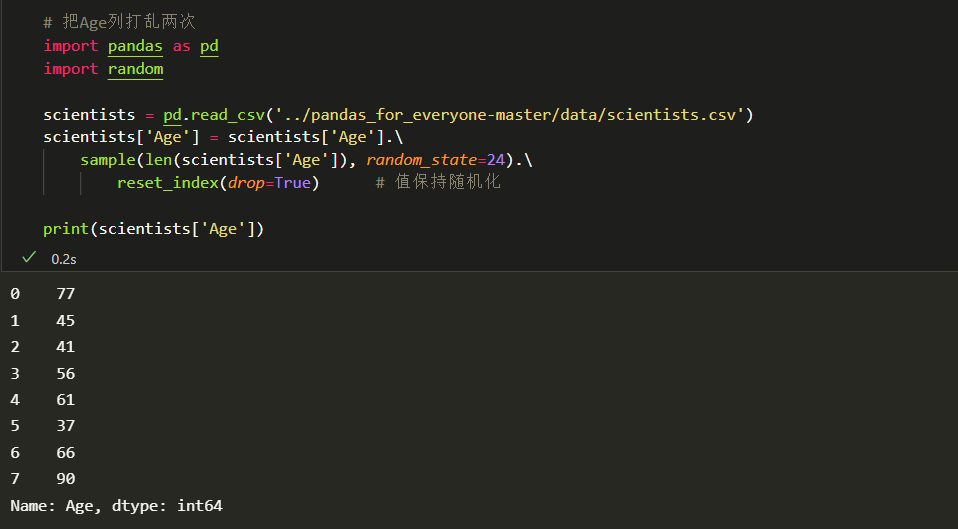 # 把Age列打乱两次
import pandas as pd
import random
scientists = pd.read_csv('../pandas_for_everyone-master/data/scientists.csv')
scientists['Age'] = scientists['Age'].\
sample(len(scientists['Age']), random_state=24).\
reset_index(drop=True) # 值保持随机化
print(scientists['Age'])
0.2s
0 77
1 45
2 41
3 56
4 61
5 37
6 66
7 90
Name: Age, dtype: int64